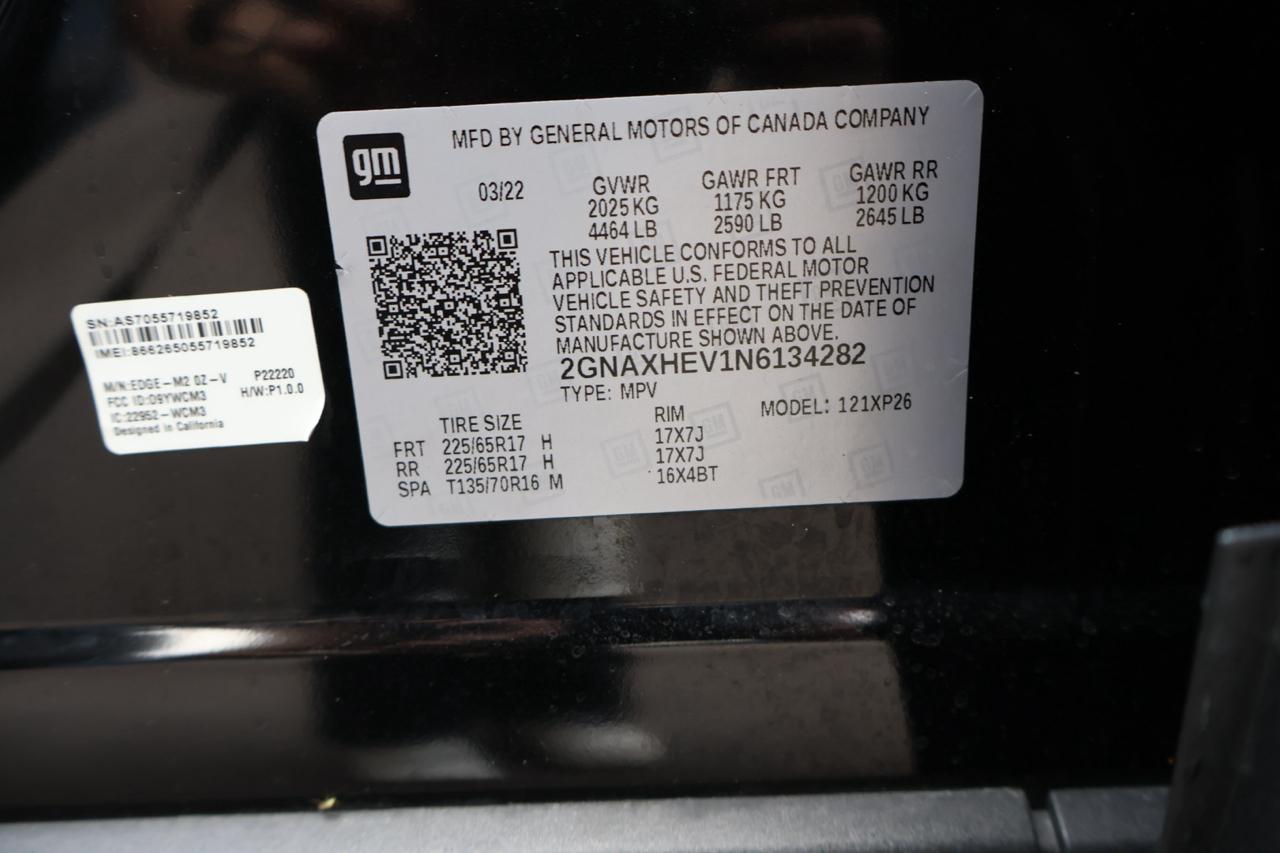 gm
MFD BY GENERAL MOTORS OF CANADA COMPANY
03/22
GVWR GAWR FRT GAWR RR
2025 KG 1175 KG 1200 KG
4464 LB 2590 LB 2645 LB
THIS VEHICLE CONFORMS TO ALL
APPLICABLE U.S. FEDERAL MOTOR
VEHICLE SAFETY AND THEFT PREVENTION
STANDARDS IN EFFECT ON THE DATE OF
MANUFACTURE SHOWN ABOVE.
2GNAXHEV1N6134282
TYPE: MPV
MODEL: 121XP26
TIRE SIZE RIM
FRT 225/65R17 H 17X7J
RR 225/65R17 H 17X7J
SPA T135/70R16 M 16X4BT
SN:AS7055719852
IMEI:866265055719852
M/N:EDGE-M2 0Z-V P22220
FCC ID:O9YWCM3 H/W:P1.0.0
IC:22952-WCM3
Designed in California